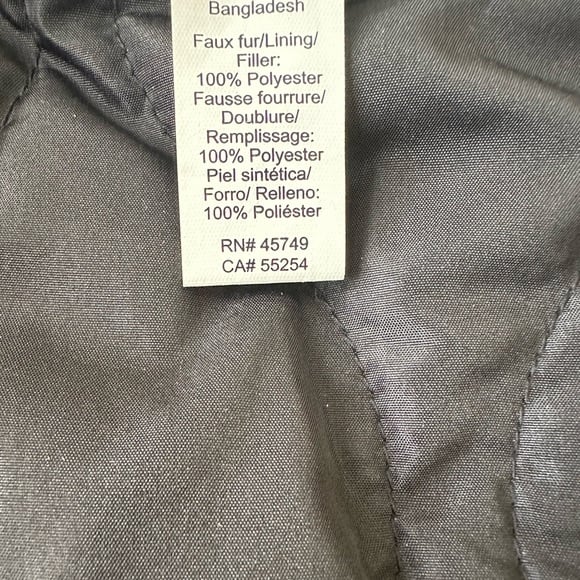 Bangladesh
Faux fur/Lining/
Filler:
100% Polyester
Fausse fourrure/
Doublure/
Remplissage:
100% Polyester
Piel sintética/
Forro/ Relleno:
100% Poliéster
RN# 45749
CA# 55254